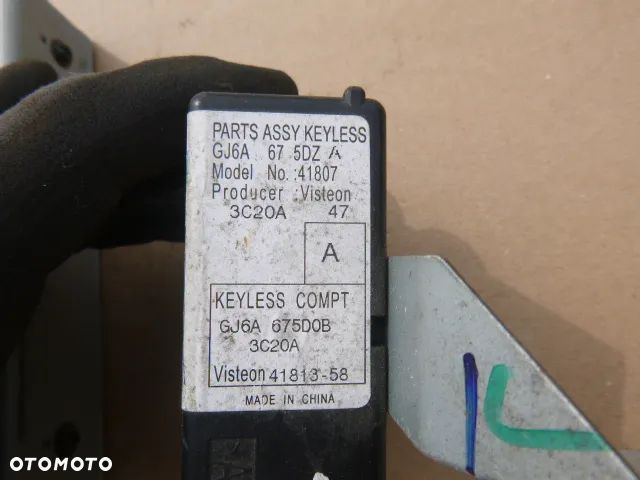 PARTS ASSY KEYLESS
GJ6A 67 5DZ A
Model No.:41807
Producer :Visteon
3C20A 47
A
KEYLESS COMPT
GJ6A 675D0B
3C20A
Visteon 41813-58
MADE IN CHINA
OTOMOTO